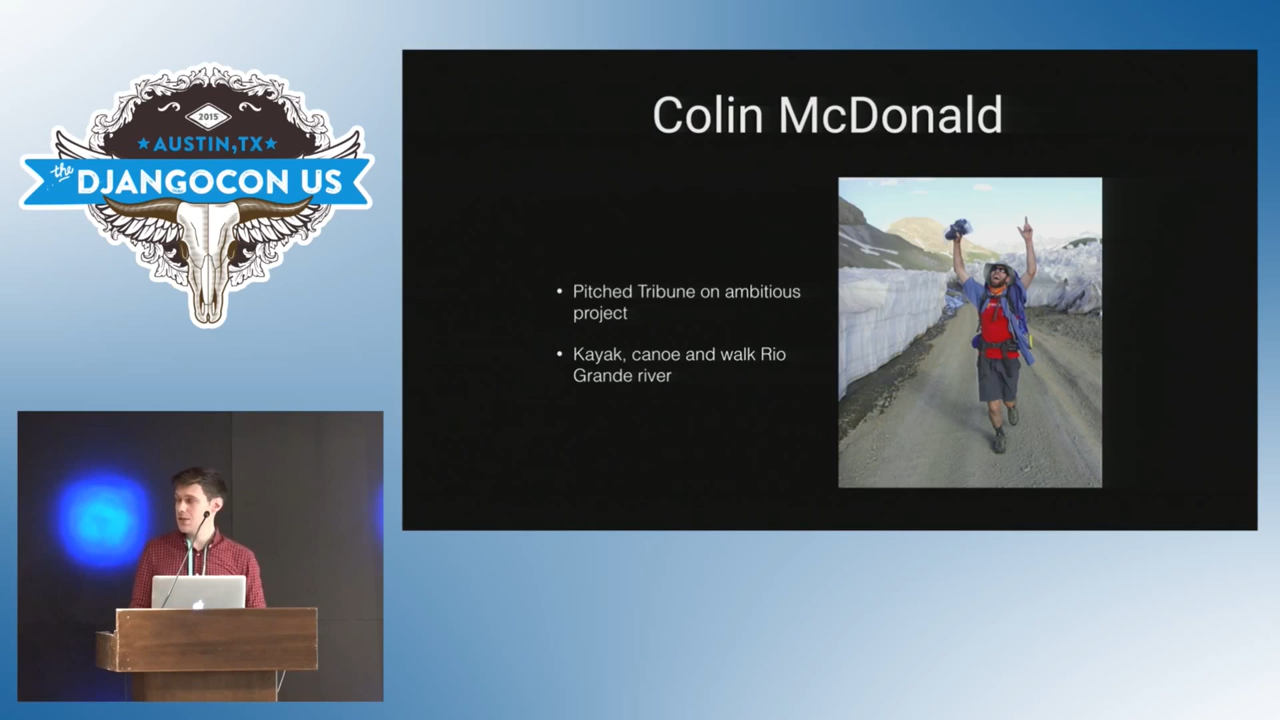 2015
AUSTIN, TX
the
DJANGOCON US
Colin McDonald
• Pitched Tribune on ambitious
project
• Kayak, canoe and walk Rio
Grande river